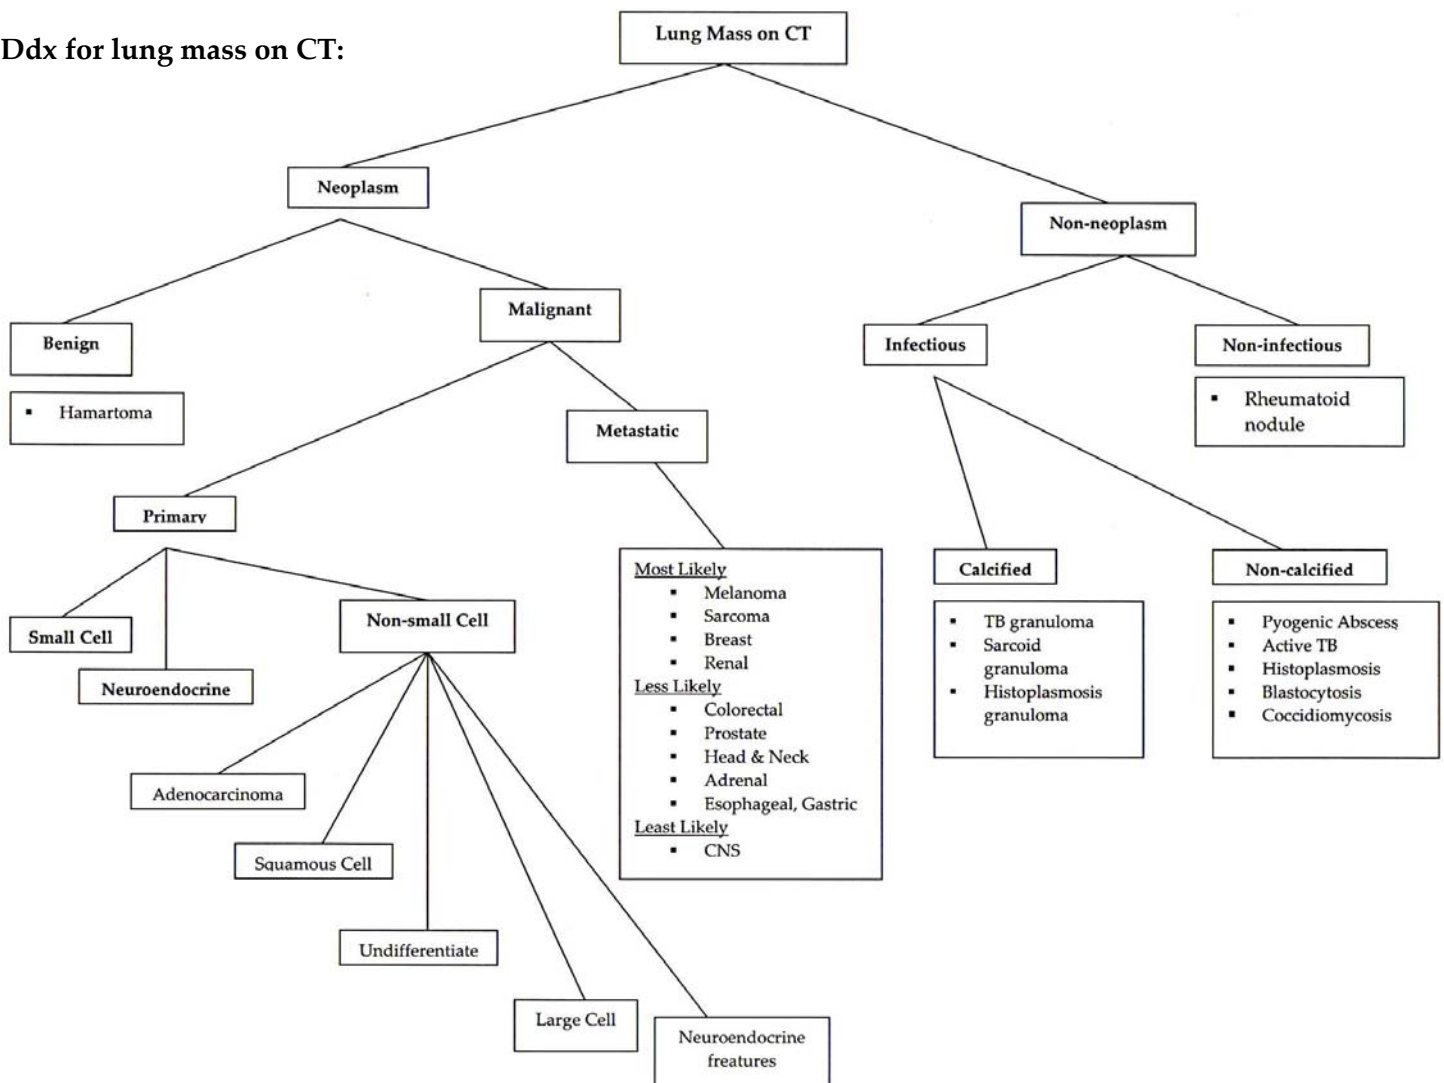 Ddx for lung mass on CT:
Lung Mass on CT
Neoplasm
Non-neoplasm
Benign
▪ Hamartoma
Malignant
Infectious
Non-infectious
▪ Rheumatoid
nodule
Metastatic
Primary
Small Cell
Neuroendocrine
Non-small Cell
Most Likely
▪ Melanoma
▪ Sarcoma
▪ Breast
▪ Renal
Less Likely
▪ Colorectal
▪ Prostate
▪ Head & Neck
▪ Adrenal
▪ Esophageal, Gastric
Least Likely
▪ CNS
Calcified
▪ TB granuloma
▪ Sarcoid
granuloma
▪ Histoplasmosis
granuloma
Non-calcified
▪ Pyogenic Abscess
▪ Active TB
▪ Histoplasmosis
▪ Blastocytosis
▪ Coccidiomycosis
Adenocarcinoma
Squamous Cell
Undifferentiate
Large Cell
Neuroendocrine
freatures